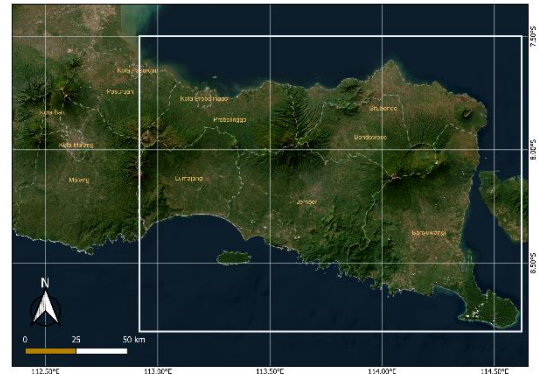 7.50°S
Kota Pasuruan
Pasuruan
Kota Probolinggo
Situbondo
Kota Batu
Probolinggo
Kota Malang
Bondowoso
8.00°S
Malang
Lumajang
Jember
Banyuwangi
8.50°S
N
0 25 50 km
112.50°E 113.00°E 113.50°E 114.00°E 114.50°E